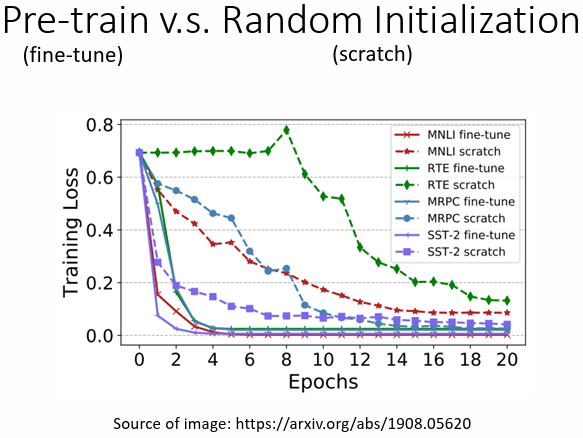 Pre-train v.s. Random Initialization
(fine-tune) (scratch)
0.8
0.6
0.4
0.2
0.0
Training Loss
MNLI fine-tune
MNLI scratch
RTE fine-tune
RTE scratch
MRPC fine-tune
MRPC scratch
SST-2 fine-tune
SST-2 scratch
0 2 4 6 8 10 12 14 16 18 20
Epochs
Source of image: https://arxiv.org/abs/1908.05620